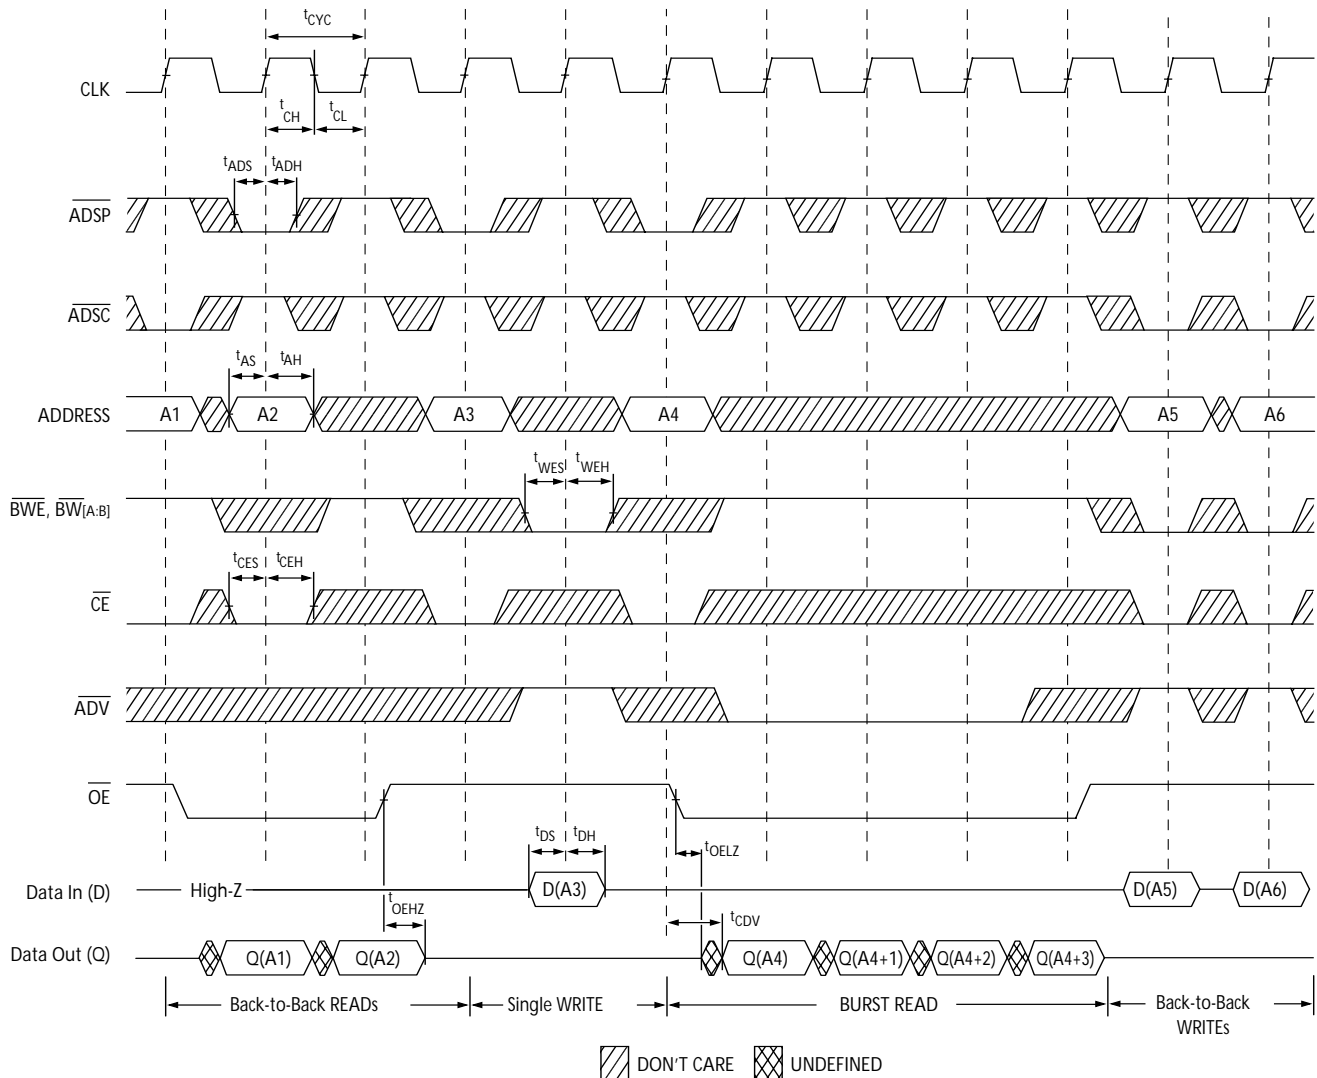 tCYC
CLK
tCH
tCL
tADS
tADH
ADSP
ADSC
tAS
tAH
ADDRESS
A1
A2
A3
A4
A5
A6
tWES
tWEH
BWE, BW[A:B]
tCES
tCEH
CE
ADV
OE
tDS
tDH
tOELZ
Data In (D)
High-Z
D(A3)
D(A5)
D(A6)
tOEHZ
tCDV
Data Out (Q)
Q(A1)
Q(A2)
Q(A4)
Q(A4+1)
Q(A4+2)
Q(A4+3)
Back-to-Back READs
Single WRITE
BURST READ
Back-to-Back
WRITEs
DON'T CARE
UNDEFINED